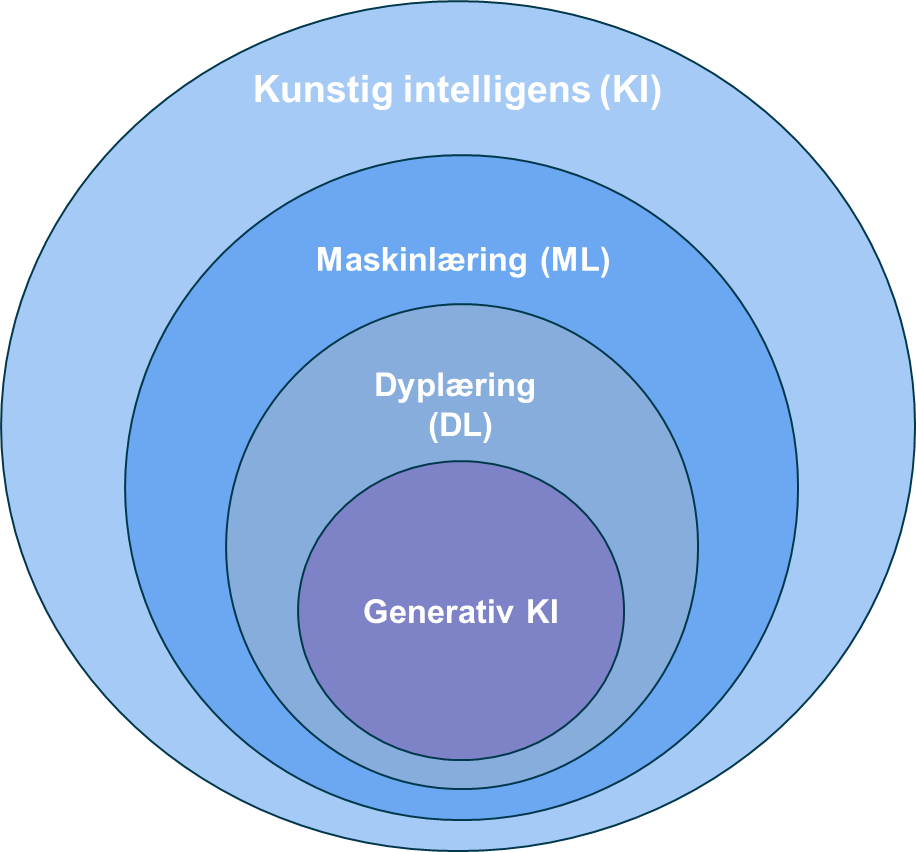 Kunstig intelligens (KI)
Maskinlæring (ML)
Dyplæring
(DL)
Generativ KI